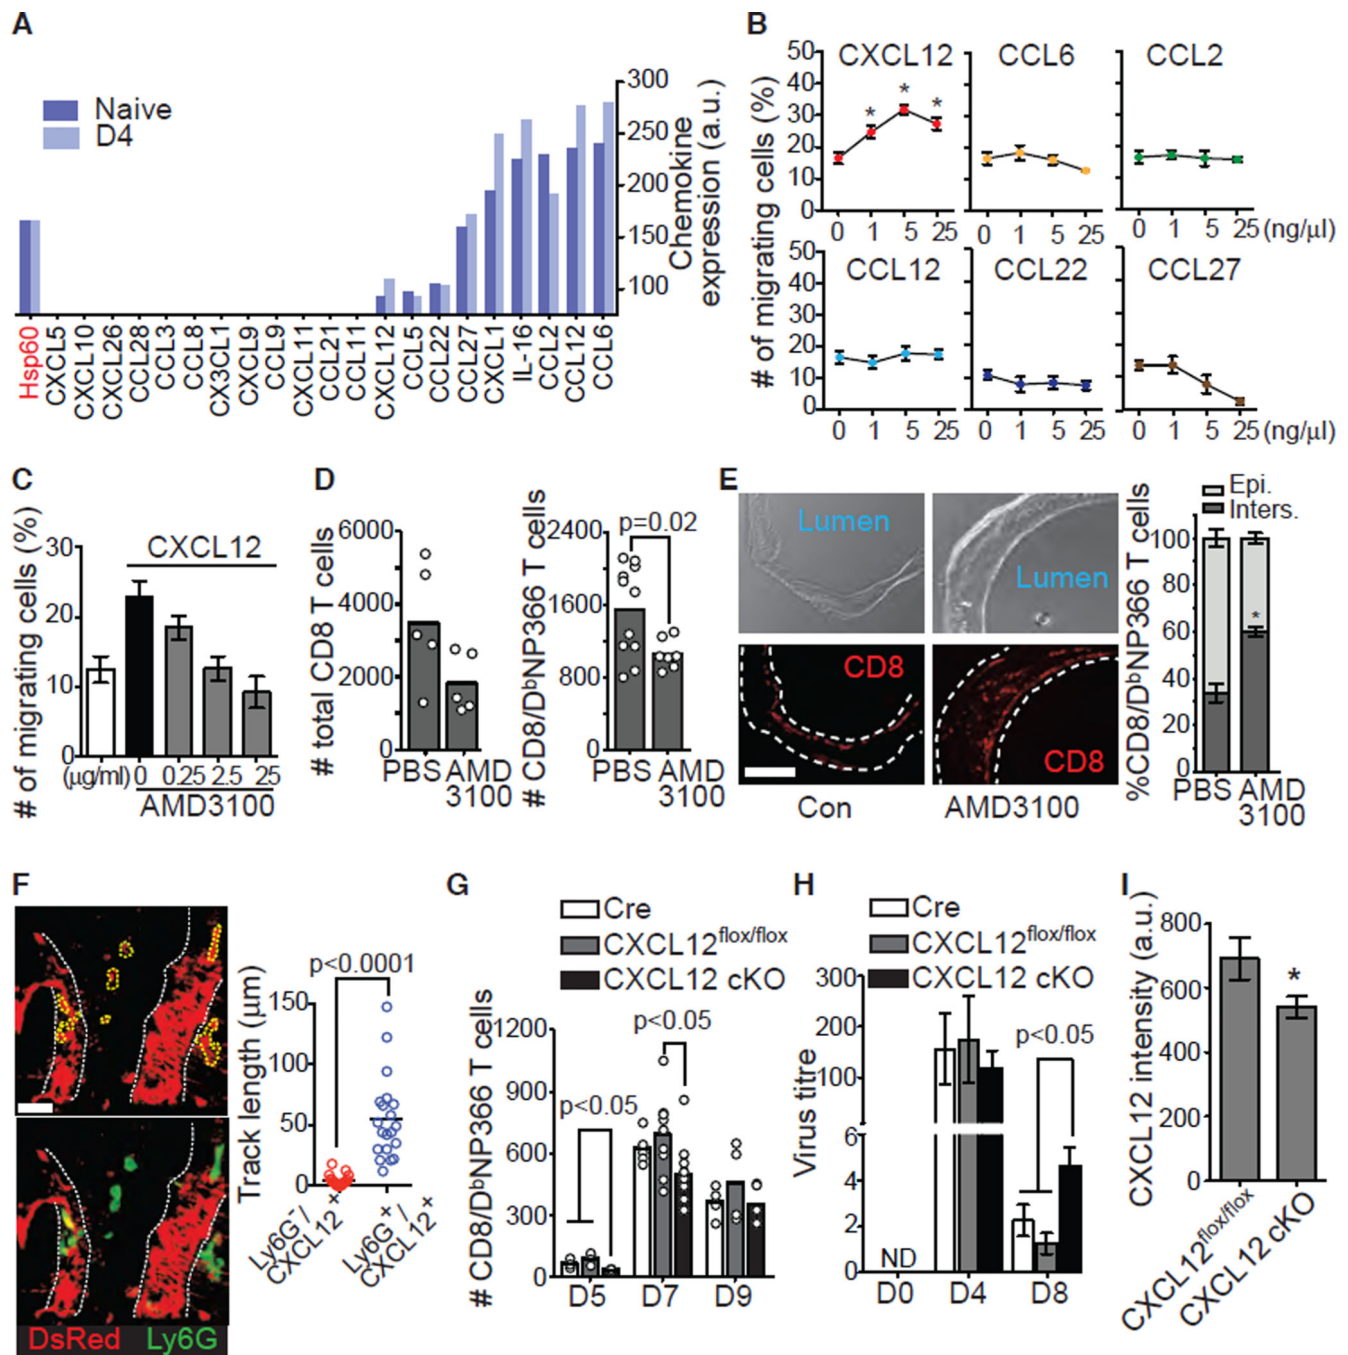 A
Naive
D4
300
250
200
150
100
Chemokine
expression (a.u.)
Hsp60
CXCL5
CXCL10
CXCL26
CCL28
CCL3
CCL8
CX3CL1
CXCL9
CCL9
CXCL11
CCL21
CCL11
CXCL12
CCL5
CCL22
CCL27
CXCL1
IL-16
CCL2
CCL12
CCL6
B
# of migrating cells (%)
50
40
30
20
10
0
CXCL12
* * *
CCL6
CCL2
0 1 5 25
0 1 5 25
0 1 5 25 (ng/µl)
50
40
30
20
10
0
CCL12
CCL22
CCL27
0 1 5 25
0 1 5 25
0 1 5 25 (ng/µl)
C
# of migrating cells (%)
30
20
10
0
CXCL12
(µg/ml) 0 0.25 2.5 25
AMD3100
D
# total CD8 T cells
6000
4000
2000
0
PBS AMD
3100
# CD8/DᵇNP366 T cells
2400
1600
800
0
p=0.02
PBS AMD
3100
E
Lumen
Lumen
CD8
CD8
Con
AMD3100
Epi.
Inters.
%CD8/DᵇNP366 T cells
100
80
60
40
20
0
*
PBS AMD
3100
F
DsRed Ly6G
p<0.0001
Track length (µm)
150
100
50
0
Ly6G⁻/
CXCL12⁺
Ly6G⁺/
CXCL12⁺
G
Cre
CXCL12flox/flox
CXCL12 cKO
# CD8/DᵇNP366 T cells
1200
900
600
300
0
p<0.05
p<0.05
D5 D7 D9
H
Cre
CXCL12flox/flox
CXCL12 cKO
Virus titre
300
200
100
6
4
2
0
p<0.05
ND
D0 D4 D8
I
CXCL12 intensity (a.u.)
800
600
400
200
0
*
CXCL12flox/flox
CXCL12 cKO